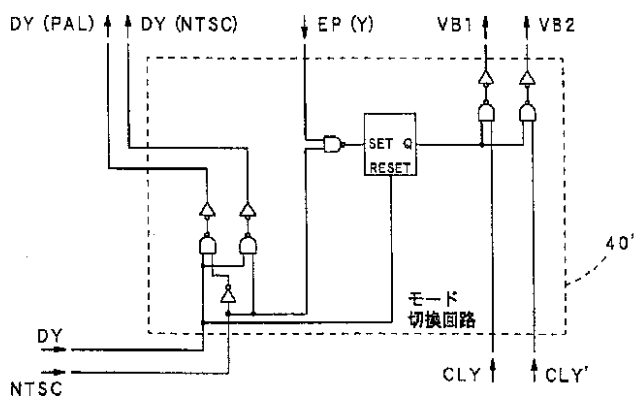 DY (PAL)
DY (NTSC)
EP (Y)
VB1
VB2
SET Q
RESET
40'
モード
切換回路
DY
NTSC
CLY
CLY'